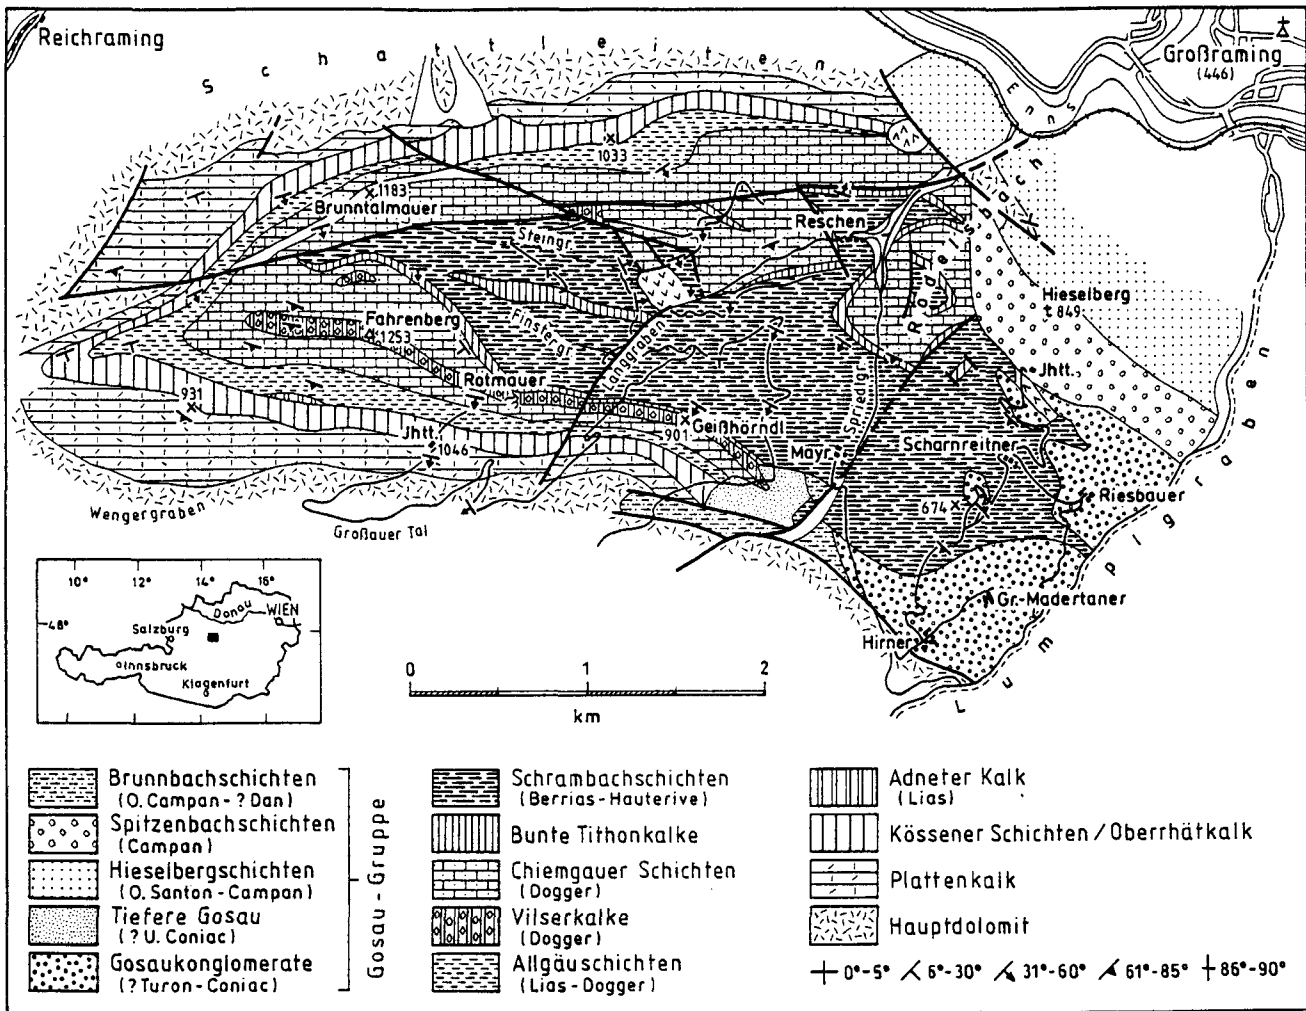 Reichraming
Schattleiten
Großraming
(446)
Enns
1033
1183
Brunntalmauer
Steingr.
Reschen
Radelsbach
Hieselberg
849
Fahrenberg
1253
Finstergr.
Langgraben
Rotmauer
Jhtt.
931
Jhtt.
1046
901
Geißhörndl
Mayr
Spriedlg.
Scharnreitner
674
Riesbauer
Wengergraben
Großauer Tal
Gr.-Madertaner
Hirner
Lumplgraben
10° 12° 14° 16°
48°
Donau
WIEN
Salzburg
Innsbruck
Klagenfurt
0 1 2
km
Brunnbachschichten
(O. Campan - ? Dan)
Spitzenbachschichten
(Campan)
Hieselbergschichten
(O. Santon - Campan)
Tiefere Gosau
(? U. Coniac)
Gosaukonglomerate
(? Turon - Coniac)
Gosau-Gruppe
Schrambachschichten
(Berrias - Hauterive)
Bunte Tithonkalke
Chiemgauer Schichten
(Dogger)
Vilserkalke
(Dogger)
Allgäuschichten
(Lias - Dogger)
Adneter Kalk
(Lias)
Kössener Schichten / Oberrhätkalk
Plattenkalk
Hauptdolomit
0°-5° 6°-30° 31°-60° 61°-85° 86°-90°